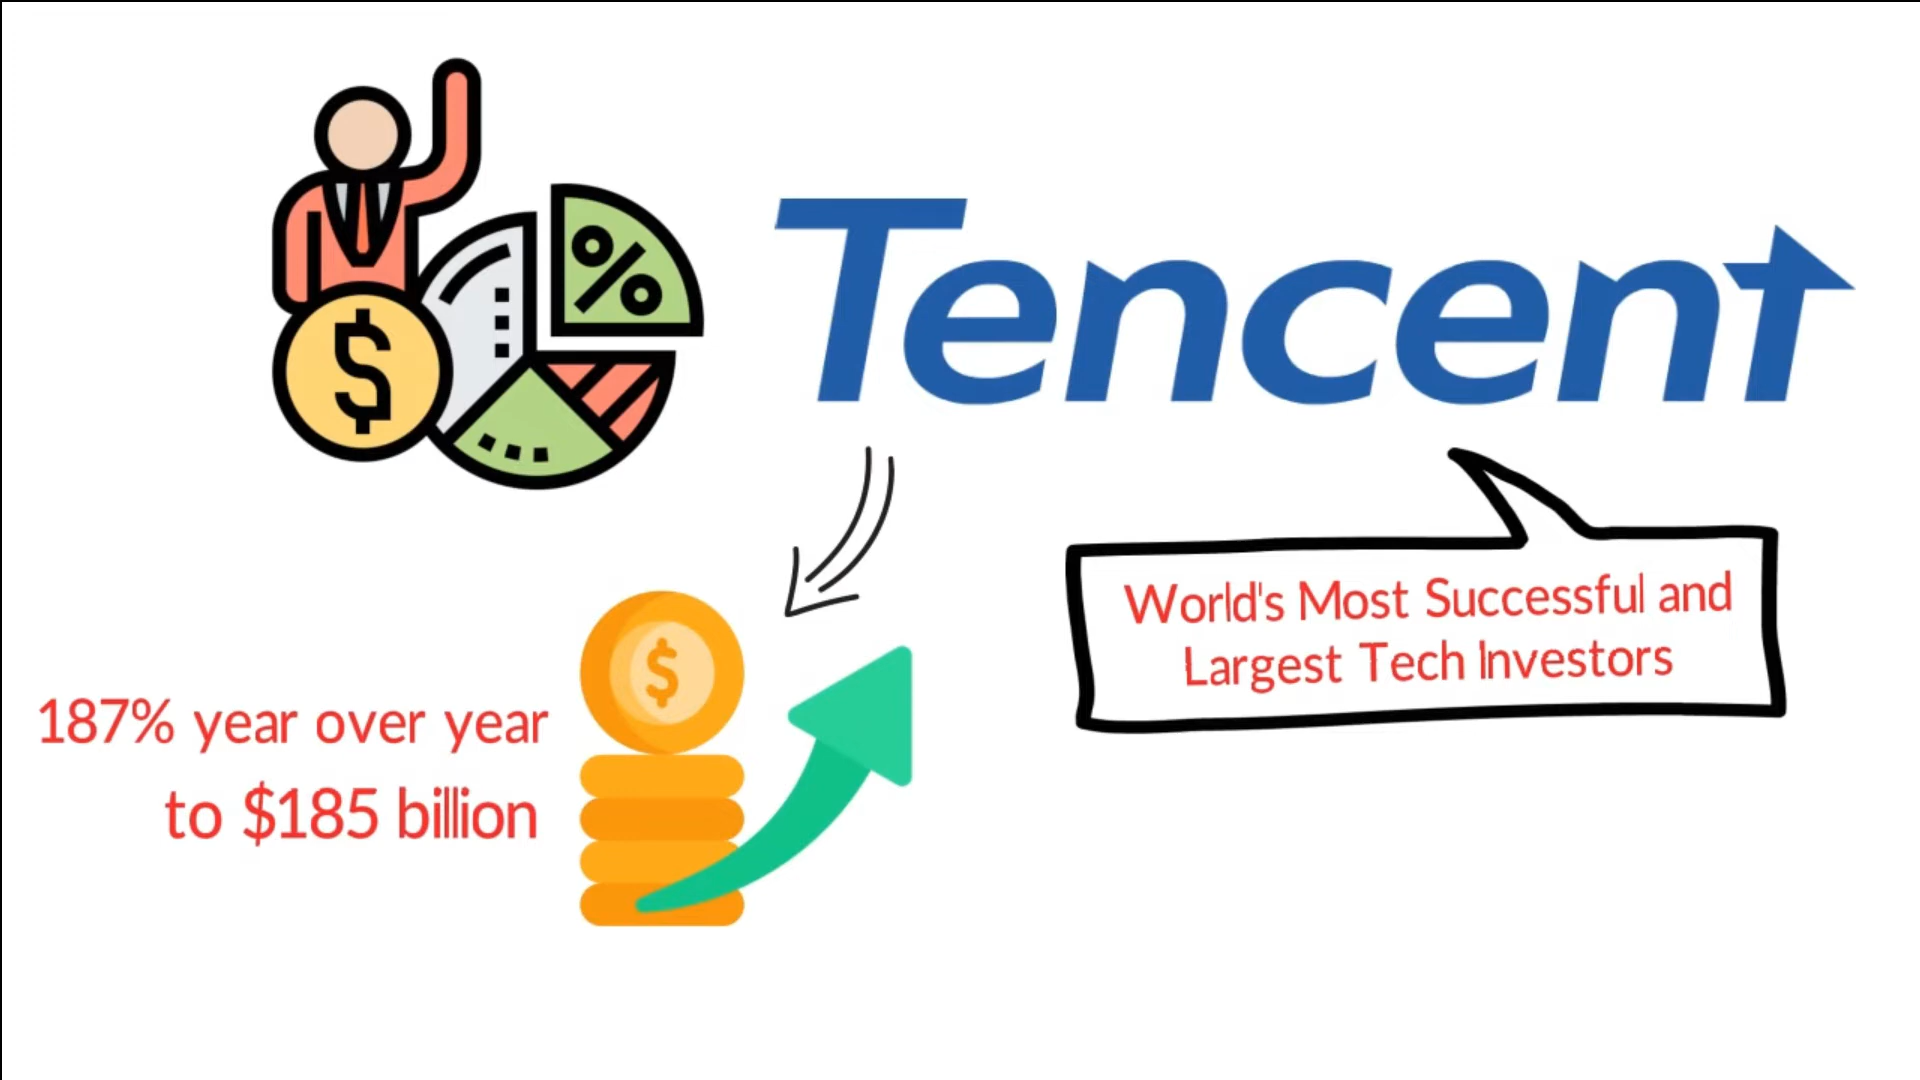 %
$
Tencent
World's Most Successful and
Largest Tech Investors
$
187% year over year
to $185 billion